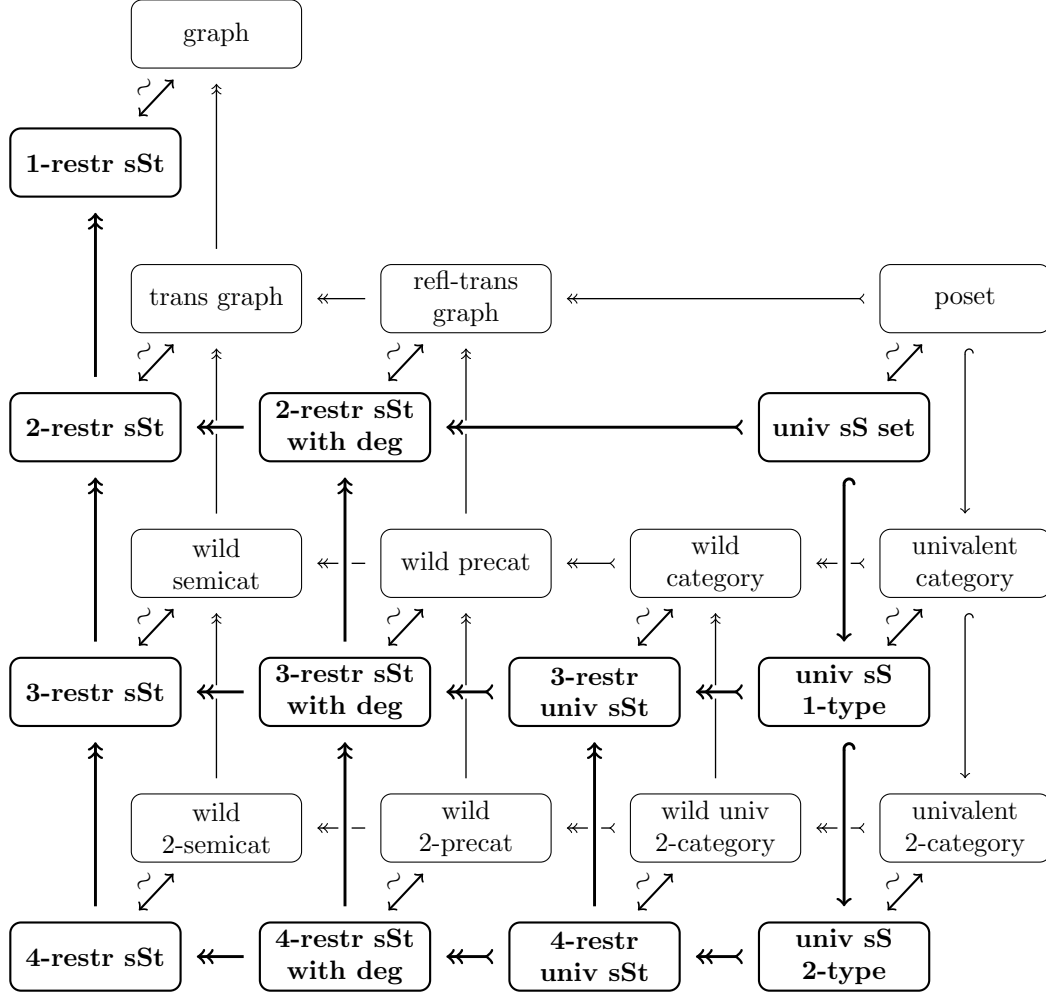 graph
1-restr sSt
trans graph
refl-trans
graph
poset
2-restr sSt
2-restr sSt
with deg
univ sS set
wild
semicat
wild precat
wild
category
univalent
category
3-restr sSt
3-restr sSt
with deg
3-restr
univ sSt
univ sS
1-type
wild
2-semicat
wild
2-precat
wild univ
2-category
univalent
2-category
4-restr sSt
4-restr sSt
with deg
4-restr
univ sSt
univ sS
2-type